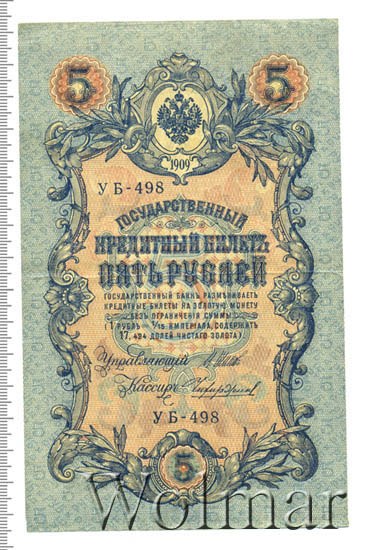 5 5
1909
УБ-498
ГОСУДАРСТВЕННЫЙ
КРЕДИТНЫЙ БИЛЕТЪ
ПЯТЬ РУБЛЕЙ
ГОСУДАРСТВЕННЫЙ БАНКЪ РАЗМѢНИВАЕТЪ
КРЕДИТНЫЕ БИЛЕТЫ НА ЗОЛОТУЮ МОНЕТУ
БЕЗЪ ОГРАНИЧЕНІЯ СУММЫ
(1 РУБЛЬ = 1/15 ИМПЕРІАЛА, СОДЕРЖИТЪ
17,424 ДОЛЕЙ ЧИСТАГО ЗОЛОТА).
Управляющій
Кассиръ
УБ-498
5
Wolmar